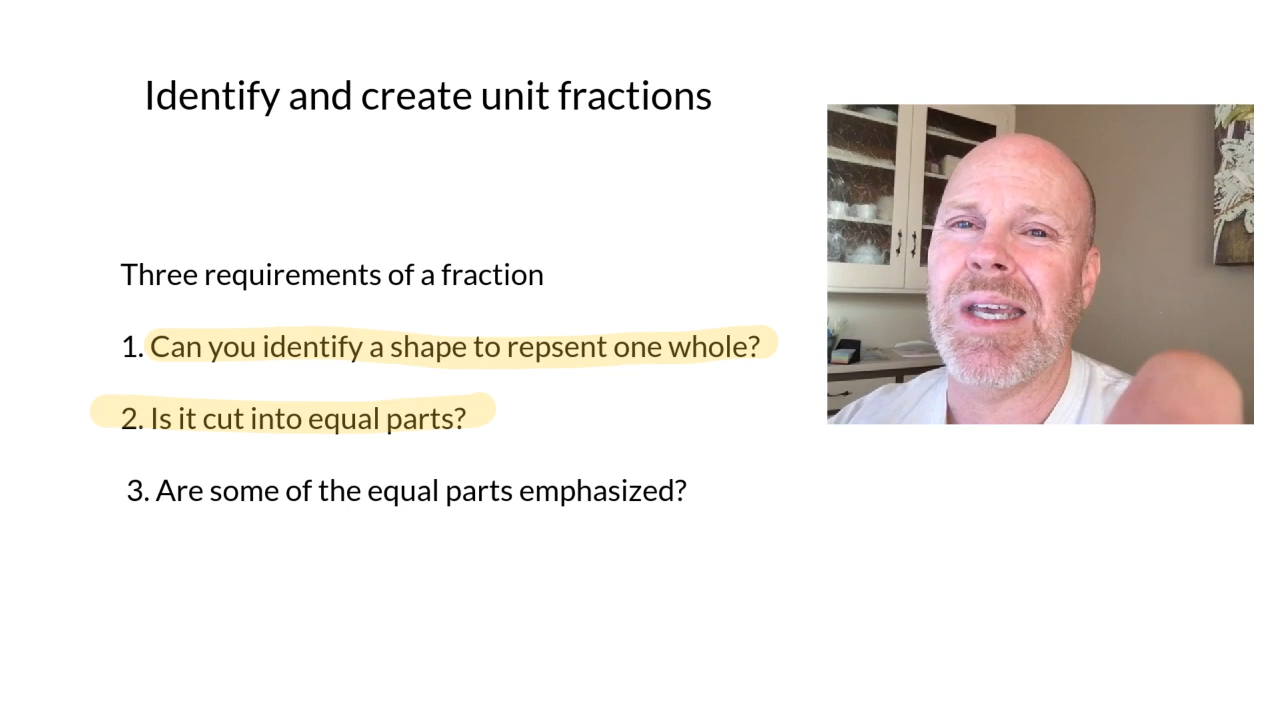 Identify and create unit fractions
Three requirements of a fraction
1. Can you identify a shape to repsent one whole?
2. Is it cut into equal parts?
3. Are some of the equal parts emphasized?